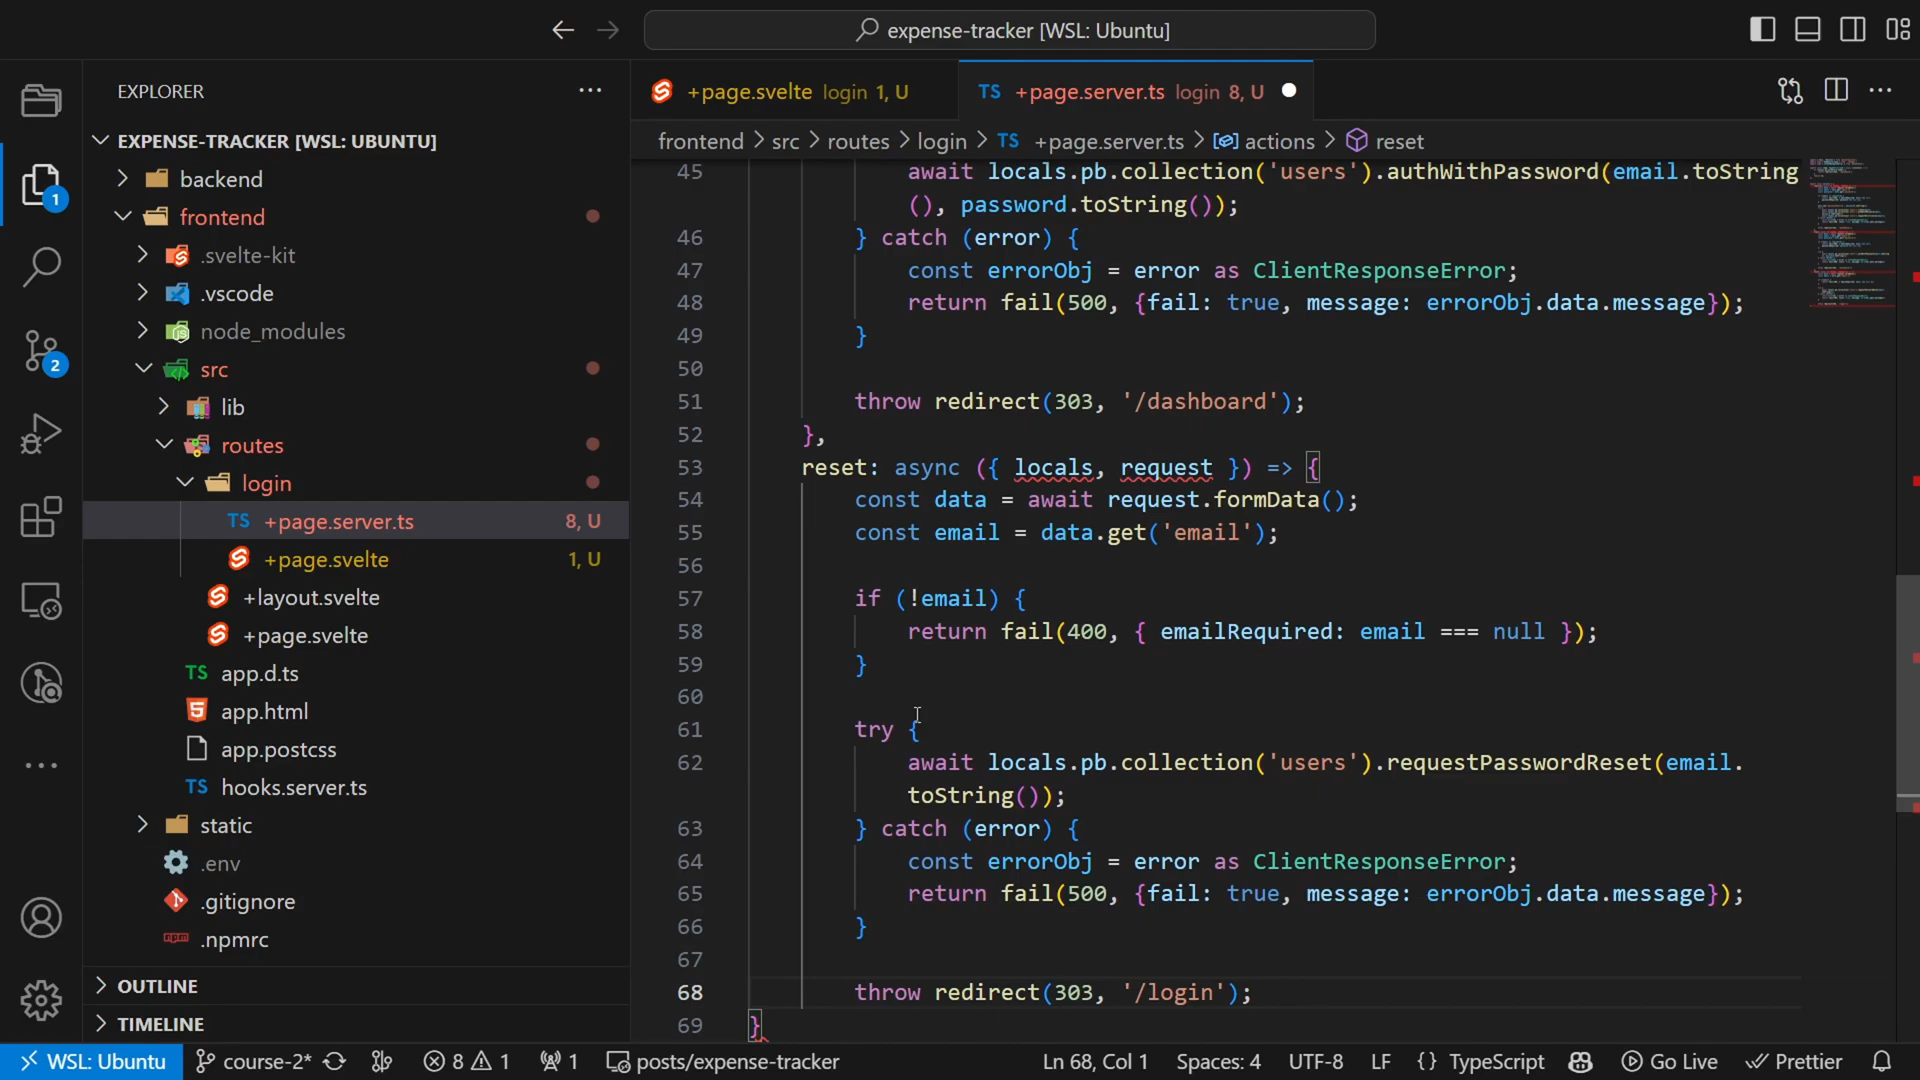 expense-tracker [WSL: Ubuntu]
EXPLORER
EXPENSE-TRACKER [WSL: UBUNTU]
backend
frontend
.svelte-kit
.vscode
node_modules
src
lib
routes
login
TS +page.server.ts 8, U
+page.svelte 1, U
+layout.svelte
+page.svelte
TS app.d.ts
app.html
app.postcss
TS hooks.server.ts
static
.env
.gitignore
npm .npmrc
OUTLINE
TIMELINE
1
2
+page.svelte login 1, U
TS +page.server.ts login 8, U
frontend > src > routes > login > TS +page.server.ts > actions > reset
45 await locals.pb.collection('users').authWithPassword(email.toString
(), password.toString());
46 } catch (error) {
47 const errorObj = error as ClientResponseError;
48 return fail(500, {fail: true, message: errorObj.data.message});
49 }
50
51 throw redirect(303, '/dashboard');
52 },
53 reset: async ({ locals, request }) => {
54 const data = await request.formData();
55 const email = data.get('email');
56
57 if (!email) {
58 return fail(400, { emailRequired: email === null });
59 }
60
61 try {
62 await locals.pb.collection('users').requestPasswordReset(email.
toString());
63 } catch (error) {
64 const errorObj = error as ClientResponseError;
65 return fail(500, {fail: true, message: errorObj.data.message});
66 }
67
68 throw redirect(303, '/login');
69 }
WSL: Ubuntu course-2* 8 1 1 posts/expense-tracker Ln 68, Col 1 Spaces: 4 UTF-8 LF {} TypeScript Go Live Prettier